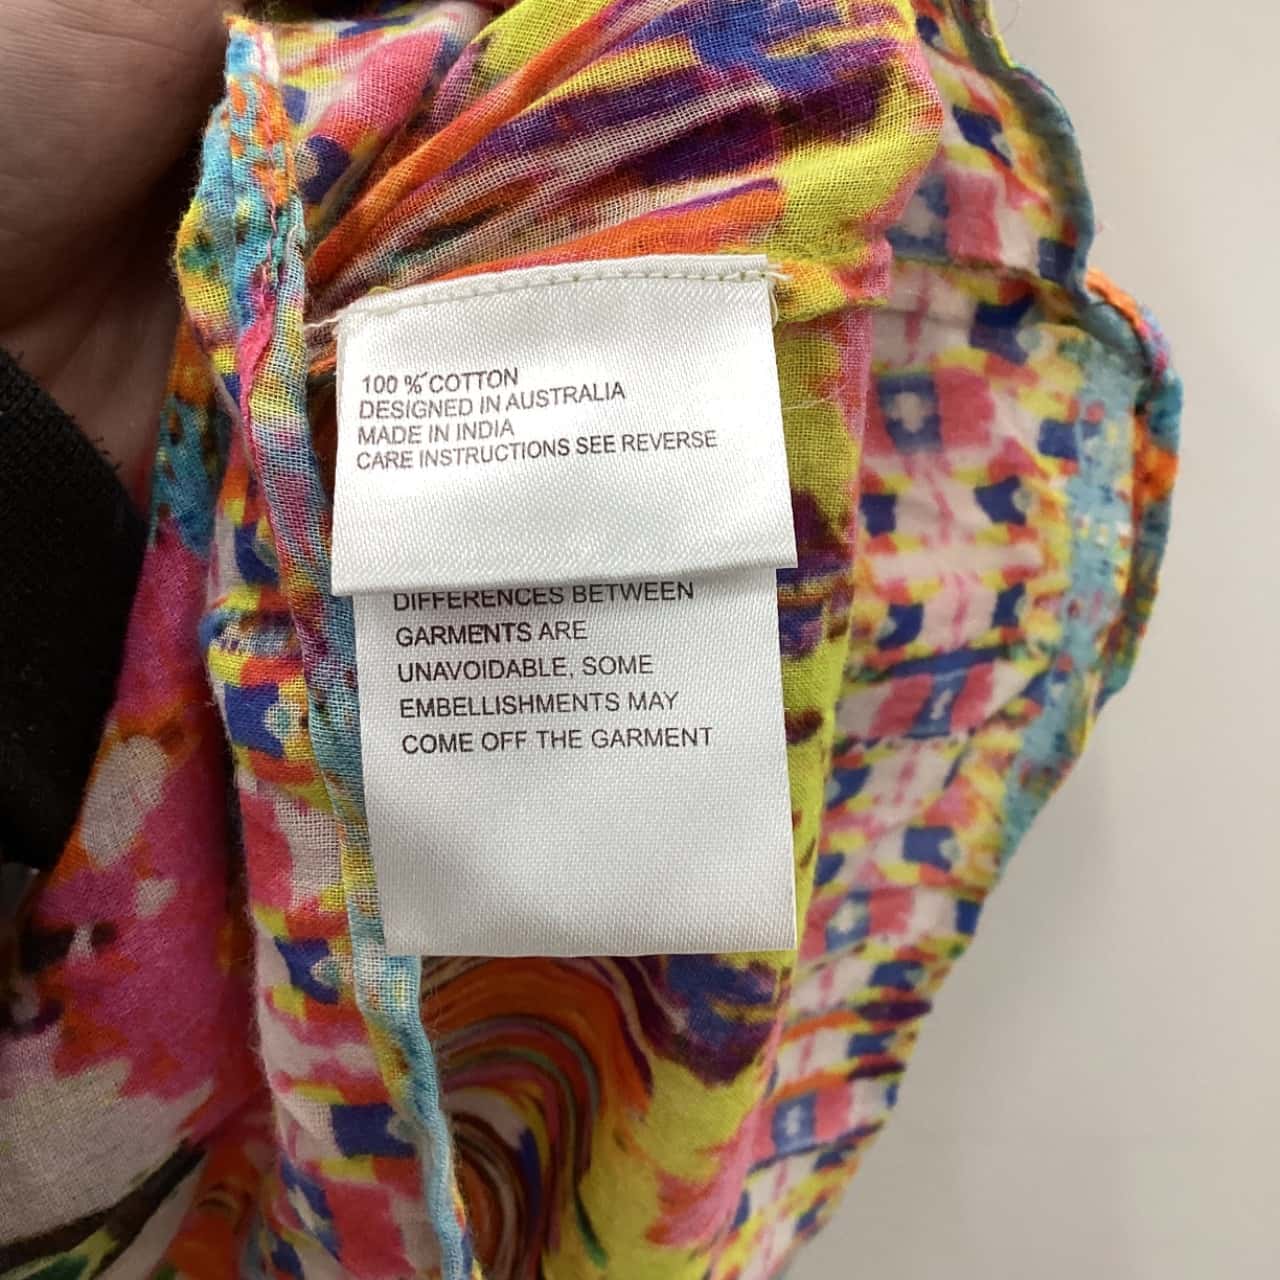 100 % COTTON
DESIGNED IN AUSTRALIA
MADE IN INDIA
CARE INSTRUCTIONS SEE REVERSE
DIFFERENCES BETWEEN
GARMENTS ARE
UNAVOIDABLE, SOME
EMBELLISHMENTS MAY
COME OFF THE GARMENT